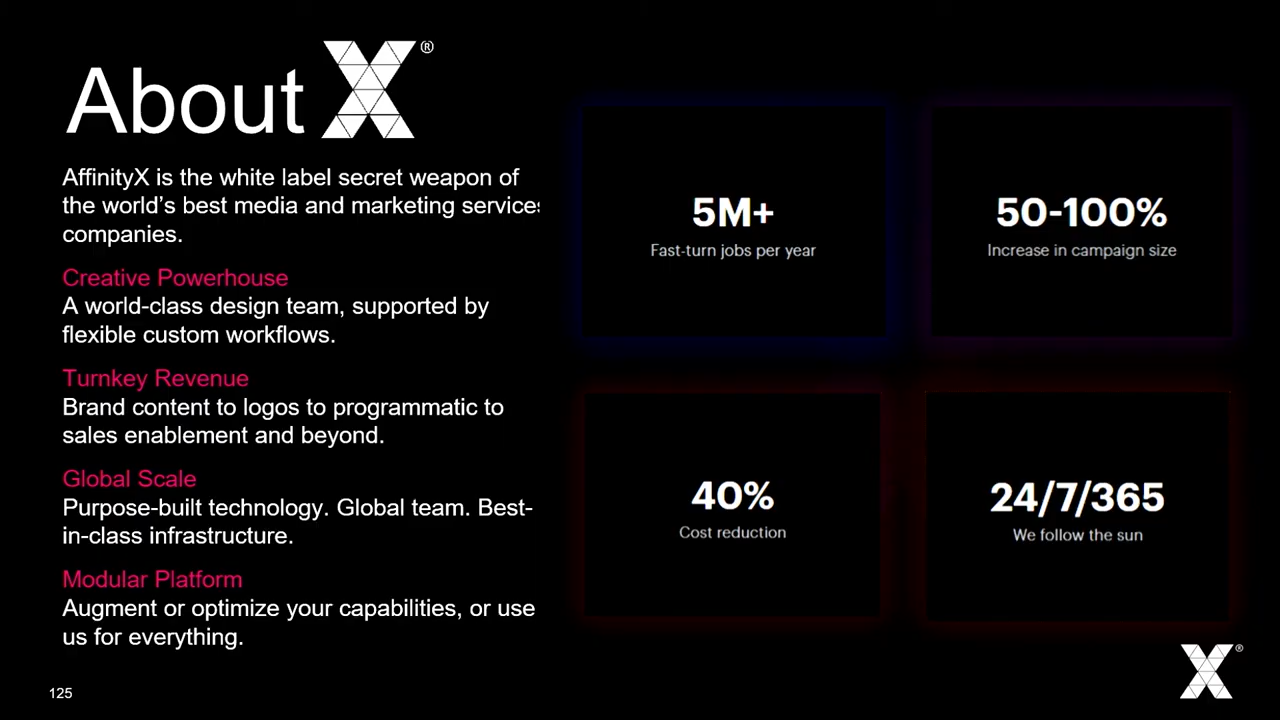 About X®
AffinityX is the white label secret weapon of
the world's best media and marketing services
companies.
Creative Powerhouse
A world-class design team, supported by
flexible custom workflows.
Turnkey Revenue
Brand content to logos to programmatic to
sales enablement and beyond.
Global Scale
Purpose-built technology. Global team. Best-
in-class infrastructure.
Modular Platform
Augment or optimize your capabilities, or use
us for everything.
5M+
Fast-turn jobs per year
50-100%
Increase in campaign size
40%
Cost reduction
24/7/365
We follow the sun
125
X®